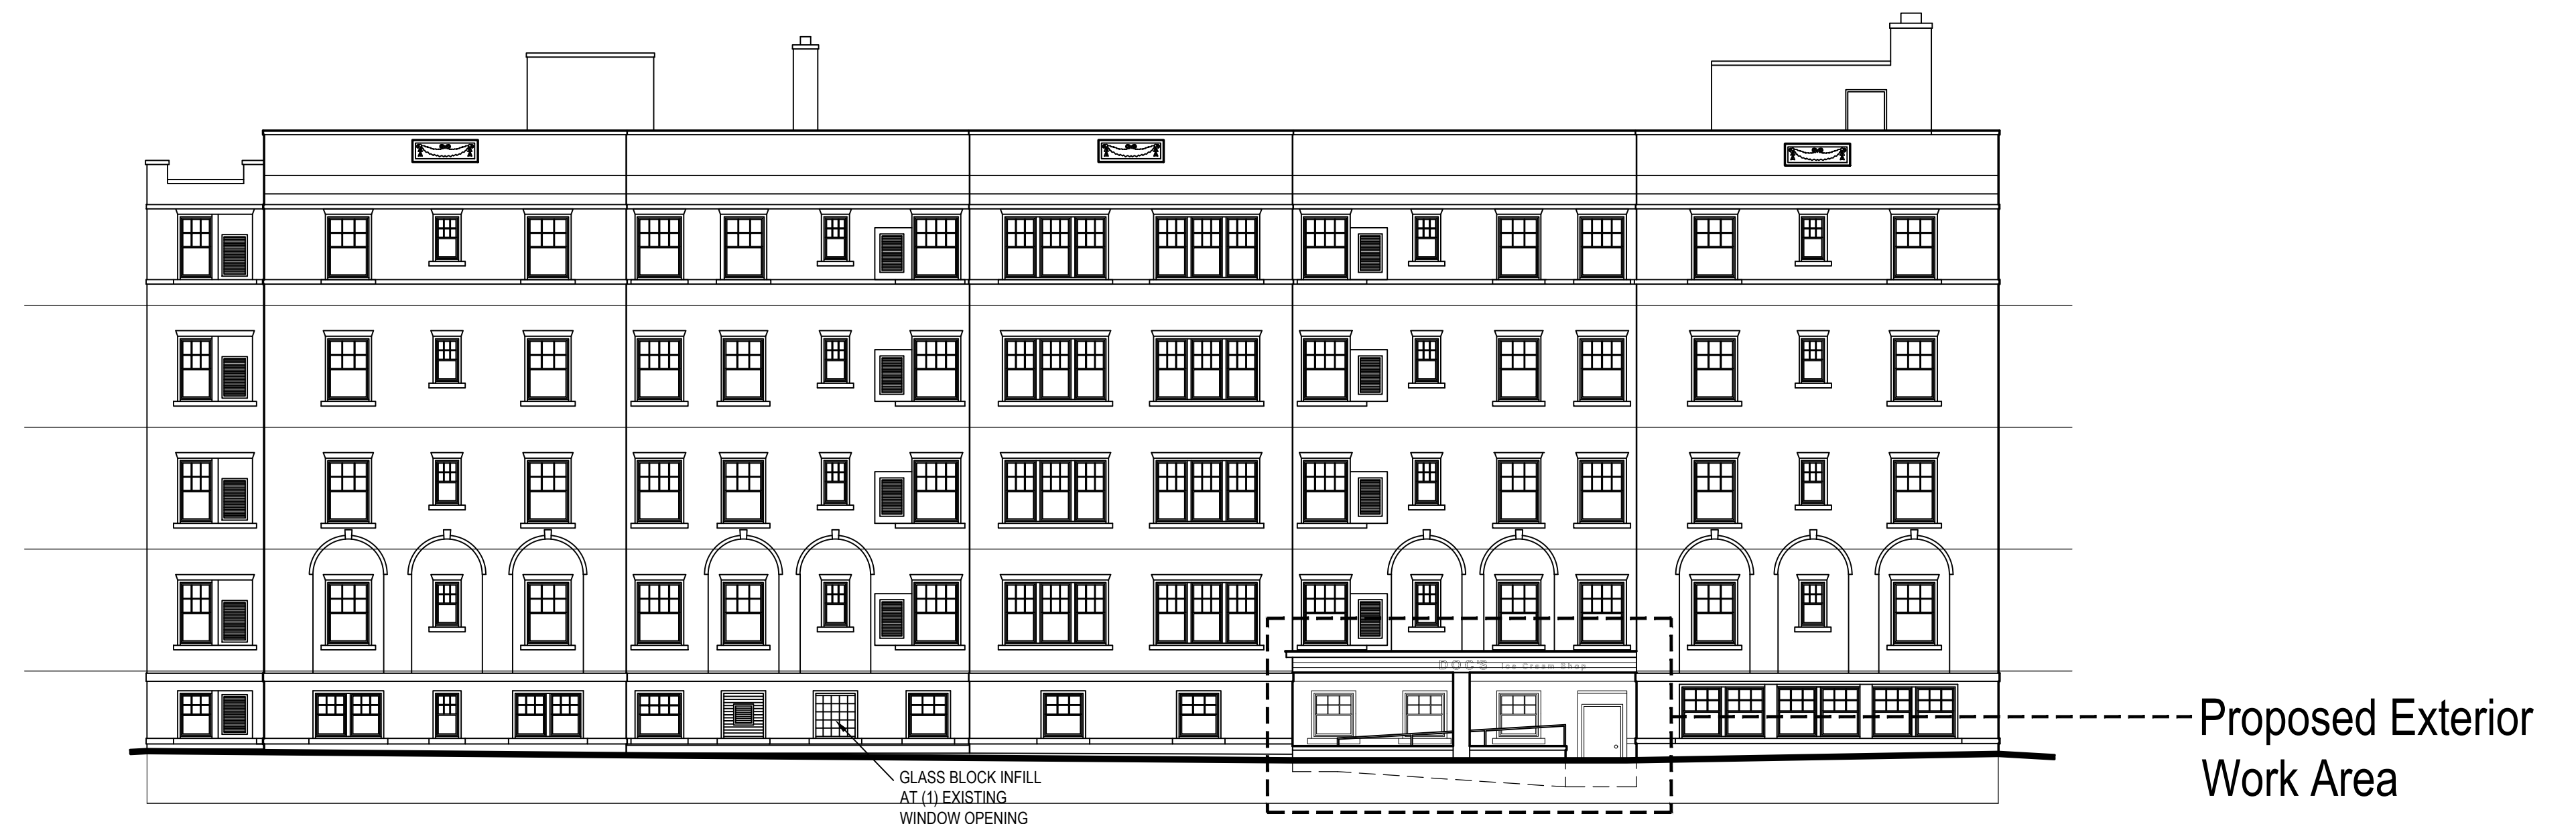 DOC'S Ice Cream Shop
Proposed Exterior
Work Area
GLASS BLOCK INFILL
AT (1) EXISTING
WINDOW OPENING